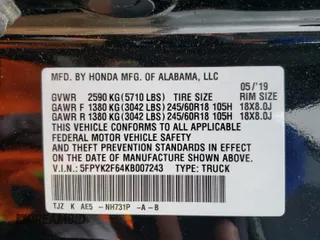 MFD. BY HONDA MFG. OF ALABAMA, LLC
05/'19
GVWR 2590 KG (5710 LBS) TIRE SIZE RIM SIZE
GAWR F 1380 KG (3042 LBS) 245/60R18 105H 18X8.0J
GAWR R 1380 KG (3042 LBS) 245/60R18 105H 18X8.0J
THIS VEHICLE CONFORMS TO ALL APPLICABLE
FEDERAL MOTOR VEHICLE SAFETY STANDARDS IN
EFFECT ON THE DATE OF MANUFACTURE SHOWN ABOVE.
V.I.N.: 5FPYK2F64KB007243 TYPE: TRUCK
TJZ K AE5 - NH731P -A - B